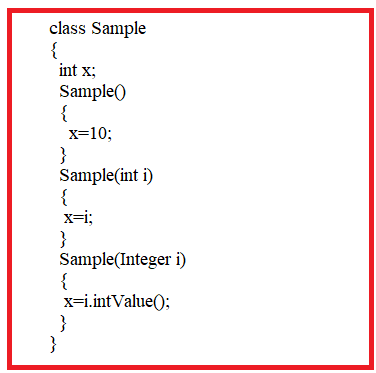 class Sample
{
int x;
Sample()
{
x=10;
}
Sample(int i)
{
x=i;
}
Sample(Integer i)
{
x=i.intValue();
}
}